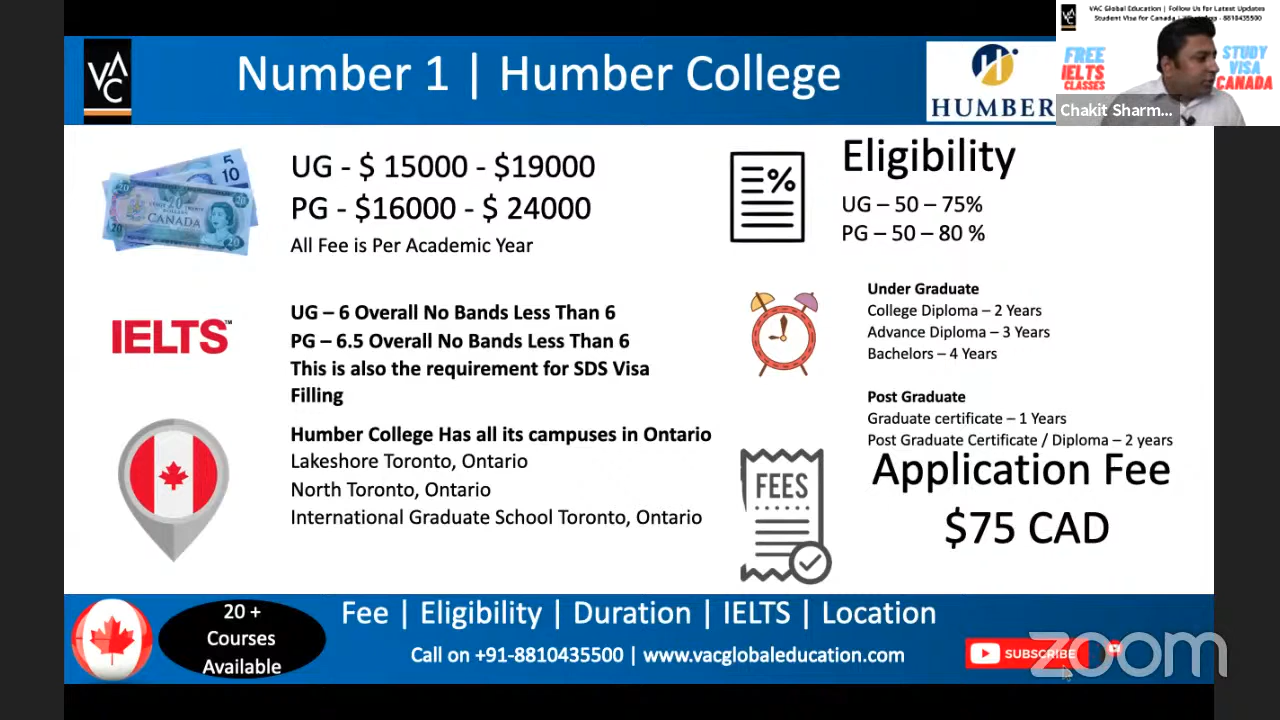 VAC Global Education | Follow Us for Latest Updates
FREE
IELTS
CLASSES
STUDY
VISA
CANADA
Chakit Sharm...
VAC
Number 1 | Humber College
HUMBER
5
10
20
CANADA
20
20
UG - $ 15000 - $19000
PG - $16000 - $ 24000
All Fee is Per Academic Year
%
Eligibility
UG – 50 – 75%
PG – 50 – 80 %
IELTS™
UG – 6 Overall No Bands Less Than 6
PG – 6.5 Overall No Bands Less Than 6
This is also the requirement for SDS Visa
Filling
Under Graduate
College Diploma – 2 Years
Advance Diploma – 3 Years
Bachelors – 4 Years
Post Graduate
Graduate certificate – 1 Years
Post Graduate Certificate / Diploma – 2 years
Humber College Has all its campuses in Ontario
Lakeshore Toronto, Ontario
North Toronto, Ontario
International Graduate School Toronto, Ontario
FEES
Application Fee
$75 CAD
20 +
Courses
Available
Fee | Eligibility | Duration | IELTS | Location
Call on +91-8810435500 | www.vacglobaleducation.com
SUBSCRIBE
zoom